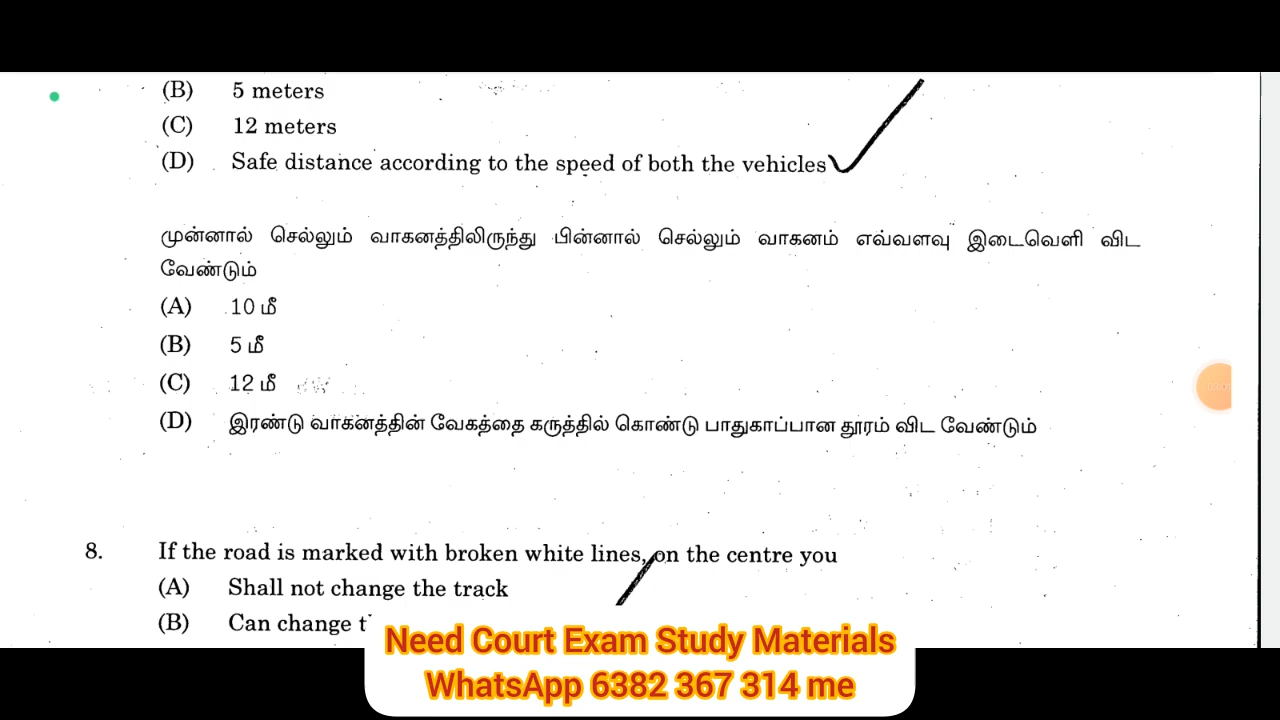 (B) 5 meters
(C) 12 meters
(D) Safe distance according to the speed of both the vehicles
முன்னால் செல்லும் வாகனத்திலிருந்து பின்னால் செல்லும் வாகனம் எவ்வளவு இடைவெளி விட
வேண்டும்
(A) 10 மீ
(B) 5 மீ
(C) 12 மீ
(D) இரண்டு வாகனத்தின் வேகத்தை கருத்தில் கொண்டு பாதுகாப்பான தூரம் விட வேண்டும்
8. If the road is marked with broken white lines, on the centre you
(A) Shall not change the track
(B) Can change
Need Court Exam Study Materials
WhatsApp 6382 367 314 me